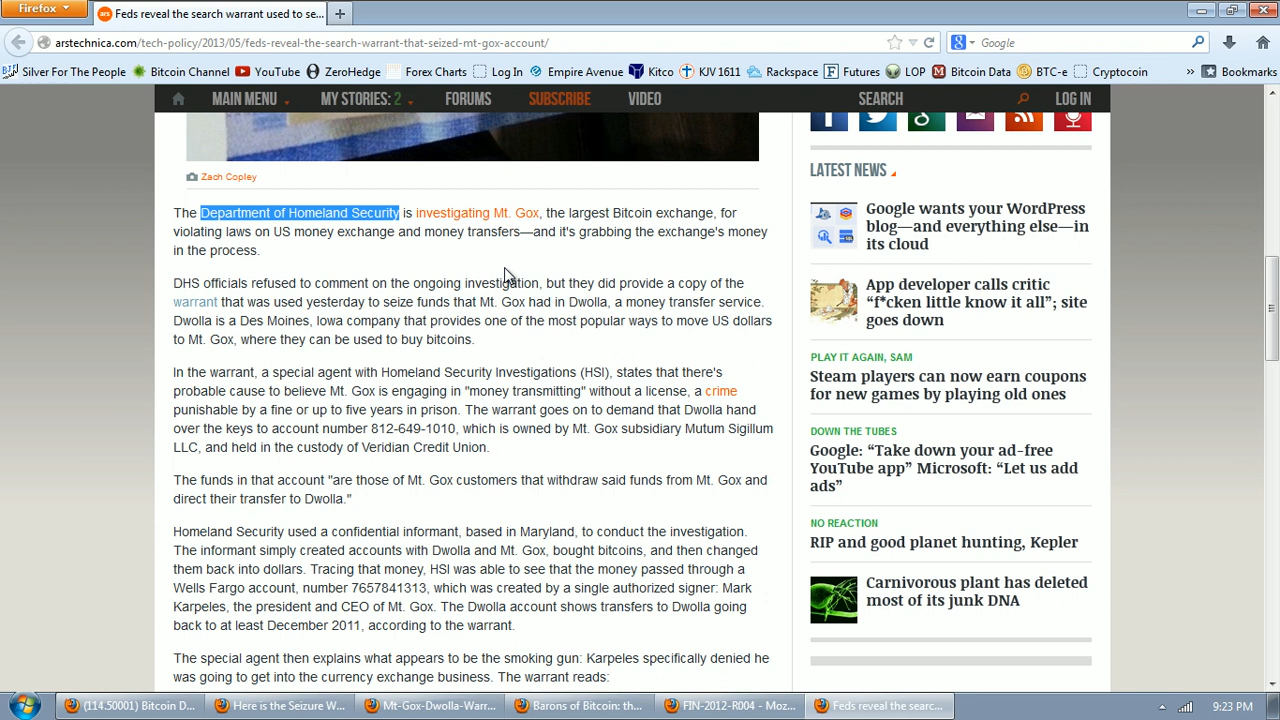 Firefox
Feds reveal the search warrant used to se...
arstechnica.com/tech-policy/2013/05/feds-reveal-the-search-warrant-that-seized-mt-gox-account/
Google
Silver For The People
Bitcoin Channel
YouTube
ZeroHedge
Forex Charts
Log In
Empire Avenue
Kitco
KJV 1611
Rackspace
Futures
LOP
Bitcoin Data
BTC-e
Cryptocoin
Bookmarks
MAIN MENU
MY STORIES: 2
FORUMS
SUBSCRIBE
VIDEO
SEARCH
LOG IN
Zach Copley
The Department of Homeland Security is investigating Mt. Gox, the largest Bitcoin exchange, for
violating laws on US money exchange and money transfers—and it's grabbing the exchange's money
in the process.
DHS officials refused to comment on the ongoing investigation, but they did provide a copy of the
warrant that was used yesterday to seize funds that Mt. Gox had in Dwolla, a money transfer service.
Dwolla is a Des Moines, Iowa company that provides one of the most popular ways to move US dollars
to Mt. Gox, where they can be used to buy bitcoins.
In the warrant, a special agent with Homeland Security Investigations (HSI), states that there's
probable cause to believe Mt. Gox is engaging in "money transmitting" without a license, a crime
punishable by a fine or up to five years in prison. The warrant goes on to demand that Dwolla hand
over the keys to account number 812-649-1010, which is owned by Mt. Gox subsidiary Mutum Sigillum
LLC, and held in the custody of Veridian Credit Union.
The funds in that account "are those of Mt. Gox customers that withdraw said funds from Mt. Gox and
direct their transfer to Dwolla."
Homeland Security used a confidential informant, based in Maryland, to conduct the investigation.
The informant simply created accounts with Dwolla and Mt. Gox, bought bitcoins, and then changed
them back into dollars. Tracing that money, HSI was able to see that the money passed through a
Wells Fargo account, number 7657841313, which was created by a single authorized signer: Mark
Karpeles, the president and CEO of Mt. Gox. The Dwolla account shows transfers to Dwolla going
back to at least December 2011, according to the warrant.
The special agent then explains what appears to be the smoking gun: Karpeles specifically denied he
was going to get into the currency exchange business. The warrant reads:
LATEST NEWS
Google wants your WordPress
blog—and everything else—in
its cloud
App developer calls critic
“f*cken little know it all”; site
goes down
PLAY IT AGAIN, SAM
Steam players can now earn coupons
for new games by playing old ones
DOWN THE TUBES
Google: “Take down your ad-free
YouTube app” Microsoft: “Let us add
ads”
NO REACTION
RIP and good planet hunting, Kepler
Carnivorous plant has deleted
most of its junk DNA
(114.50001) Bitcoin D...
Here is the Seizure W...
Mt-Gox-Dwolla-Warr...
Barons of Bitcoin: th...
FIN-2012-R004 - Moz...
Feds reveal the searc...
9:23 PM